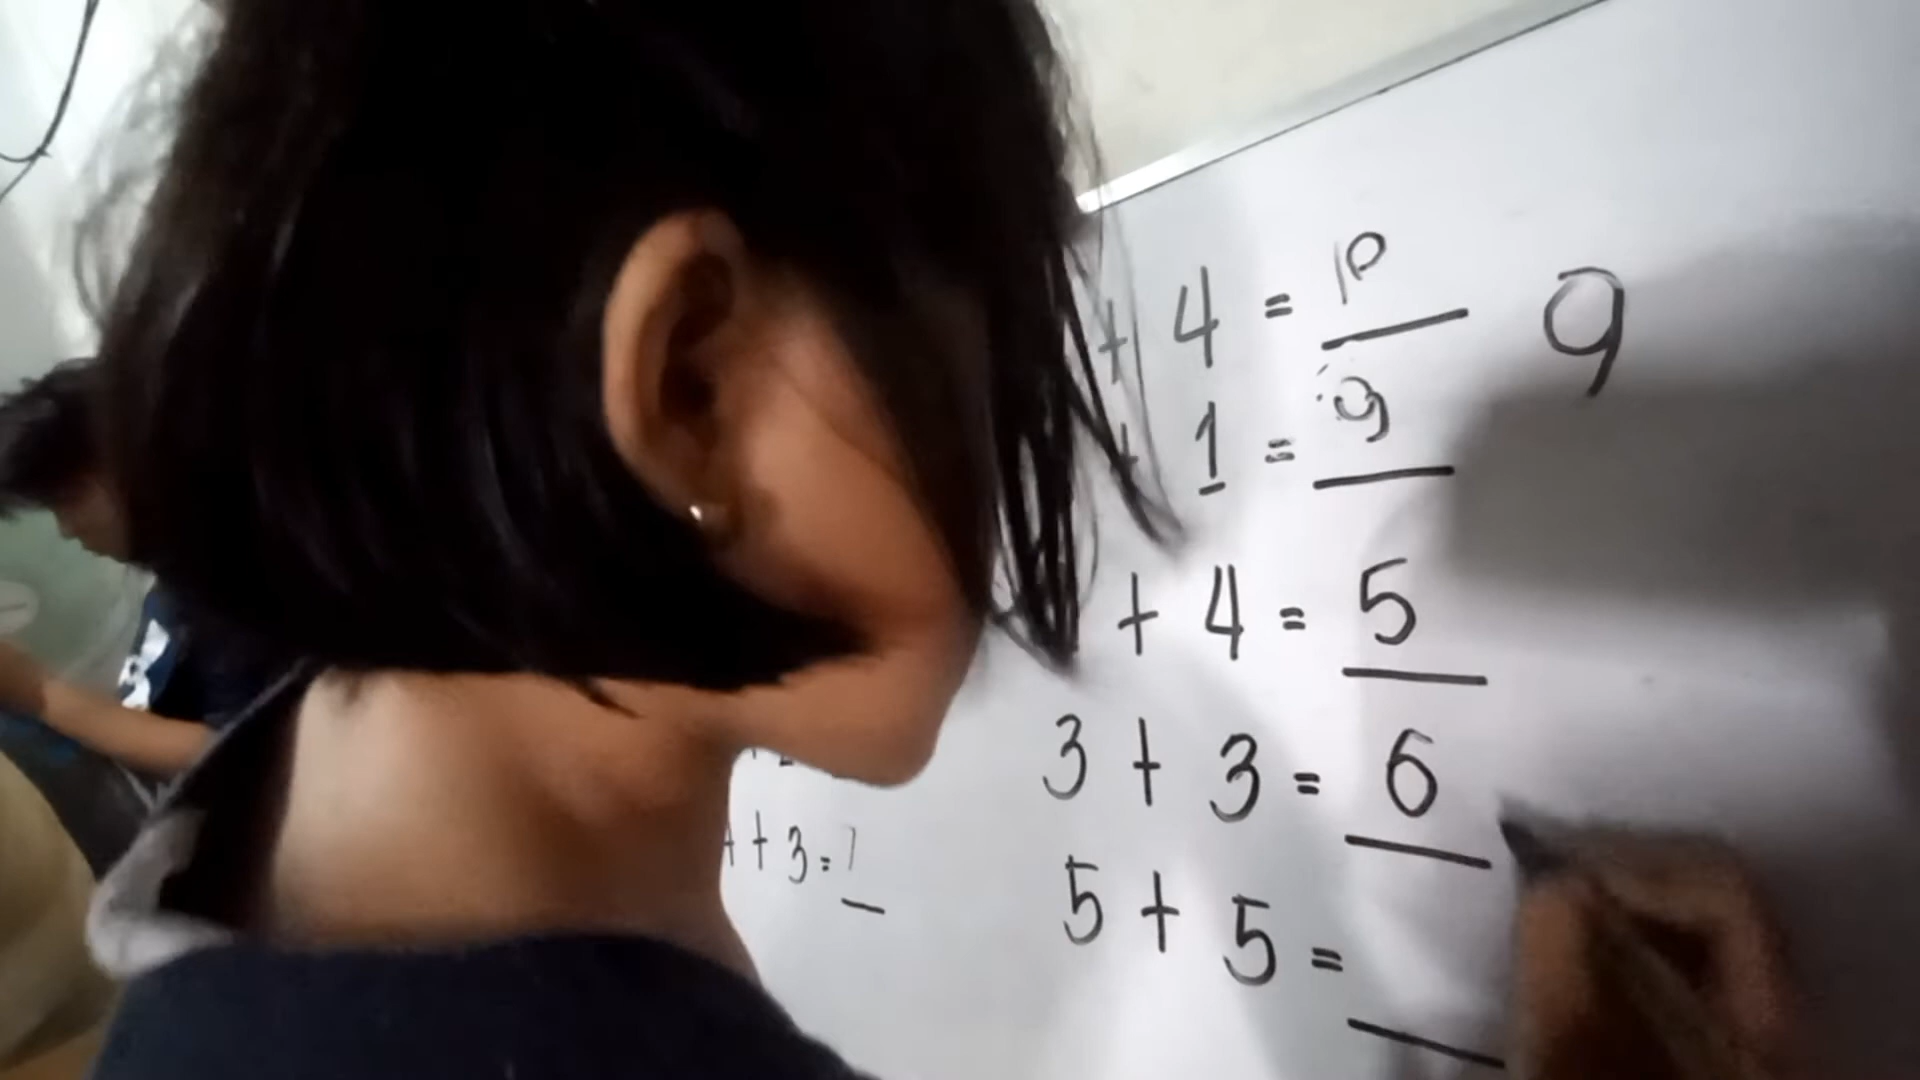 + 4 = 10 9
+ 1 = 9
+ 4 = 5
3 + 3 = 6
+ 3 = 7
5 + 5 =